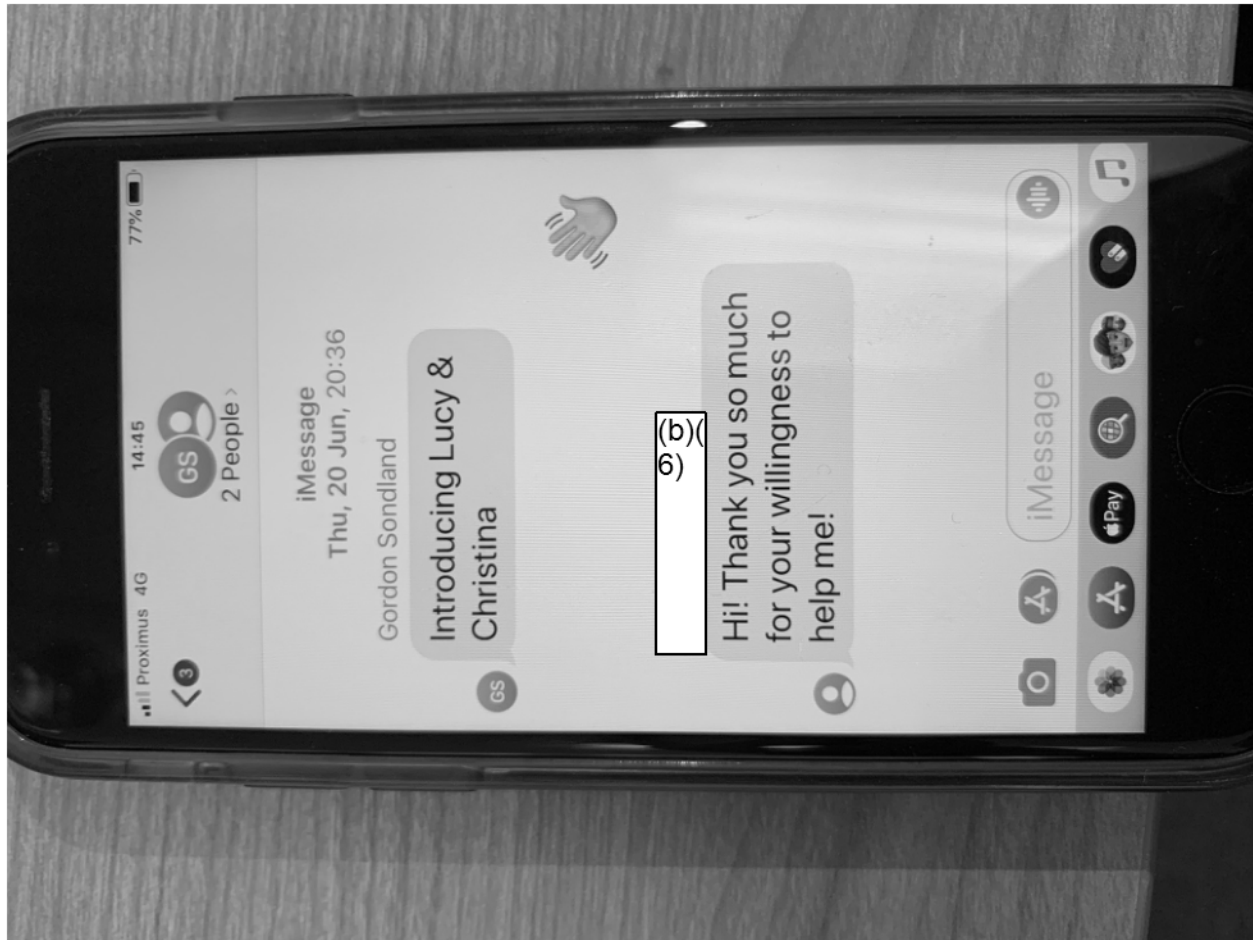 Proximus 4G
14:45
77%
3
GS
2 People >
iMessage
Thu, 20 Jun, 20:36
Gordon Sondland
Introducing Lucy &
Christina
GS
👋
(b)(
6)
Hi! Thank you so much
for your willingness to
help me!
iMessage
Pay